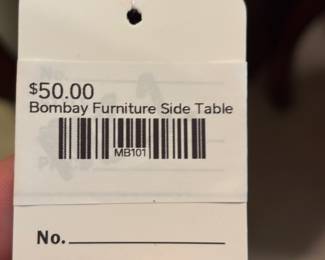 $50.00
Bombay Furniture Side Table
MB101
No.